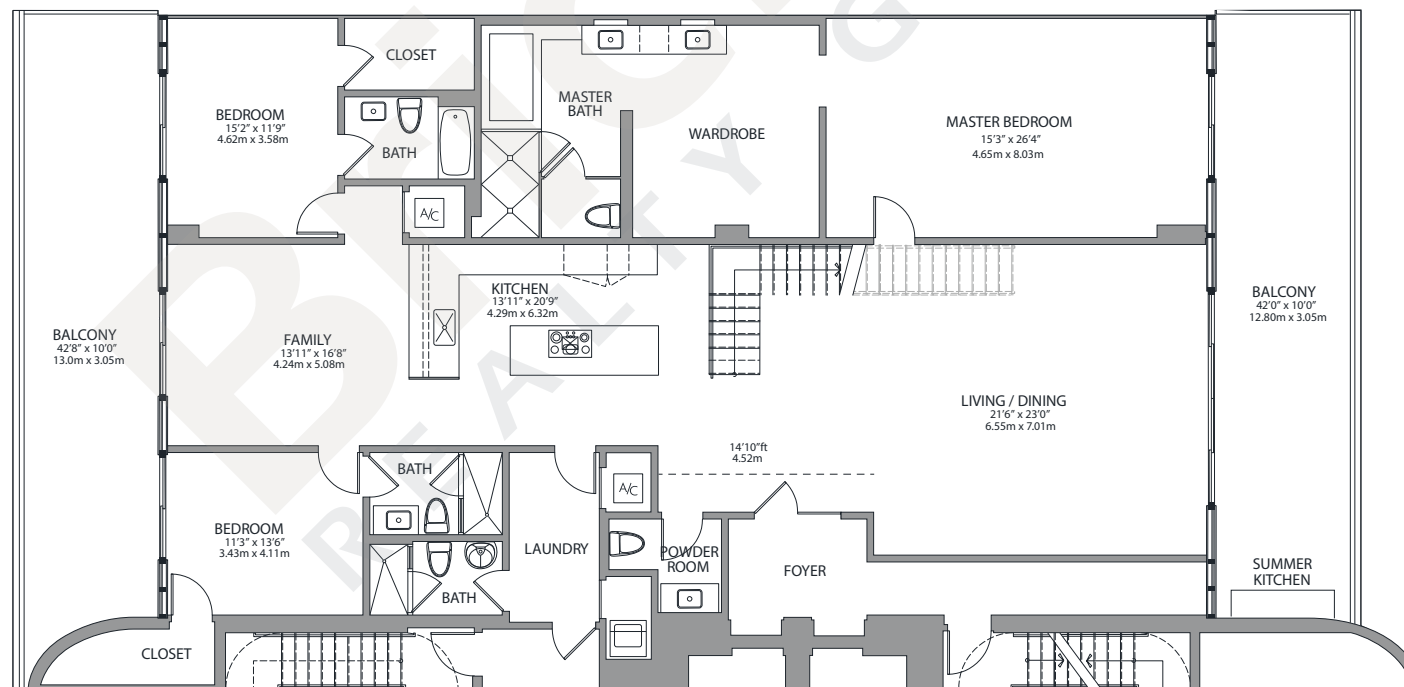 CLOSET
BEDROOM
15'2" x 11'9"
4.62m x 3.58m
BATH
A/C
MASTER
BATH
WARDROBE
MASTER BEDROOM
15'3" x 26'4"
4.65m x 8.03m
BALCONY
42'8" x 10'0"
13.0m x 3.05m
FAMILY
13'11" x 16'8"
4.24m x 5.08m
KITCHEN
13'11" x 20'9"
4.29m x 6.32m
BALCONY
42'0" x 10'0"
12.80m x 3.05m
LIVING / DINING
21'6" x 23'0"
6.55m x 7.01m
14'10"ft
4.52m
BATH
A/C
BEDROOM
11'3" x 13'6"
3.43m x 4.11m
LAUNDRY
POWDER
ROOM
FOYER
BATH
SUMMER
KITCHEN
CLOSET
REALTY G